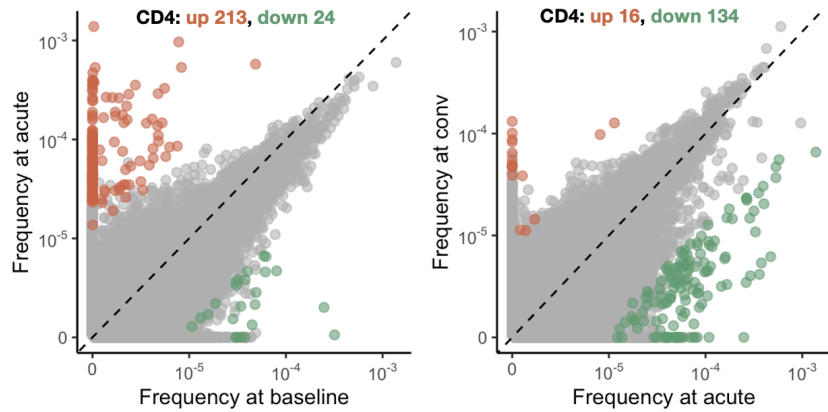 CD4: up 213, down 24
Frequency at acute
10⁻³
10⁻⁴
10⁻⁵
0
0
10⁻⁵
10⁻⁴
10⁻³
Frequency at baseline
CD4: up 16, down 134
Frequency at conv
10⁻³
10⁻⁴
10⁻⁵
0
0
10⁻⁵
10⁻⁴
10⁻³
Frequency at acute